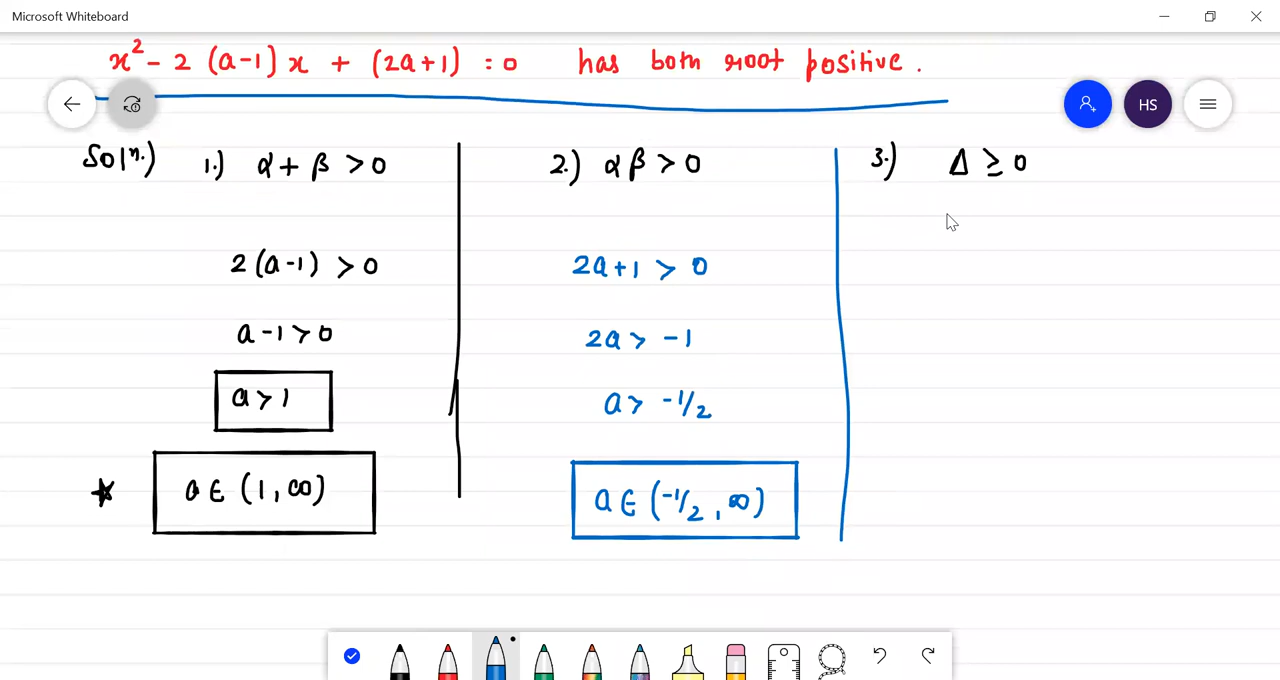 Microsoft Whiteboard
x² - 2 (a-1) x + (2a+1) = 0 has both root positive.
HS
Solⁿ.) 1.) α + β > 0
2(a-1) > 0
a - 1 > 0
a > 1
★ a ∈ (1, ∞)
2.) α β > 0
2a+1 > 0
2a > -1
a > -1/2
a ∈ (-1/2, ∞)
3.) Δ ≥ 0